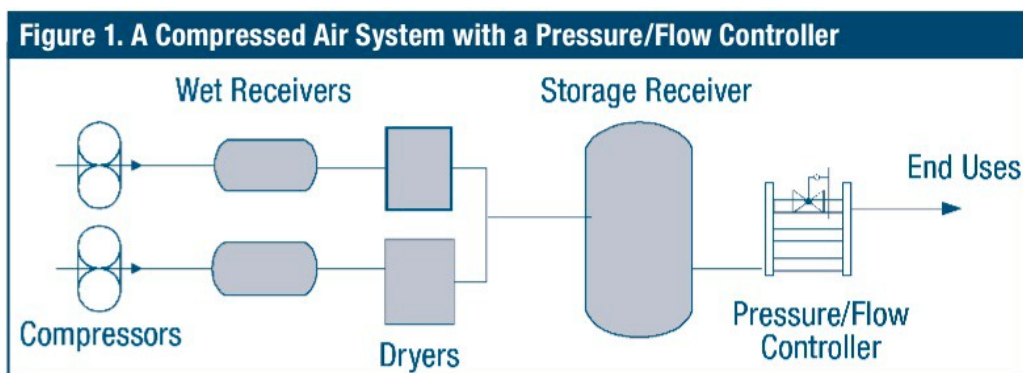 Figure 1. A Compressed Air System with a Pressure/Flow Controller
Wet Receivers
Storage Receiver
End Uses
Compressors
Dryers
Pressure/Flow
Controller